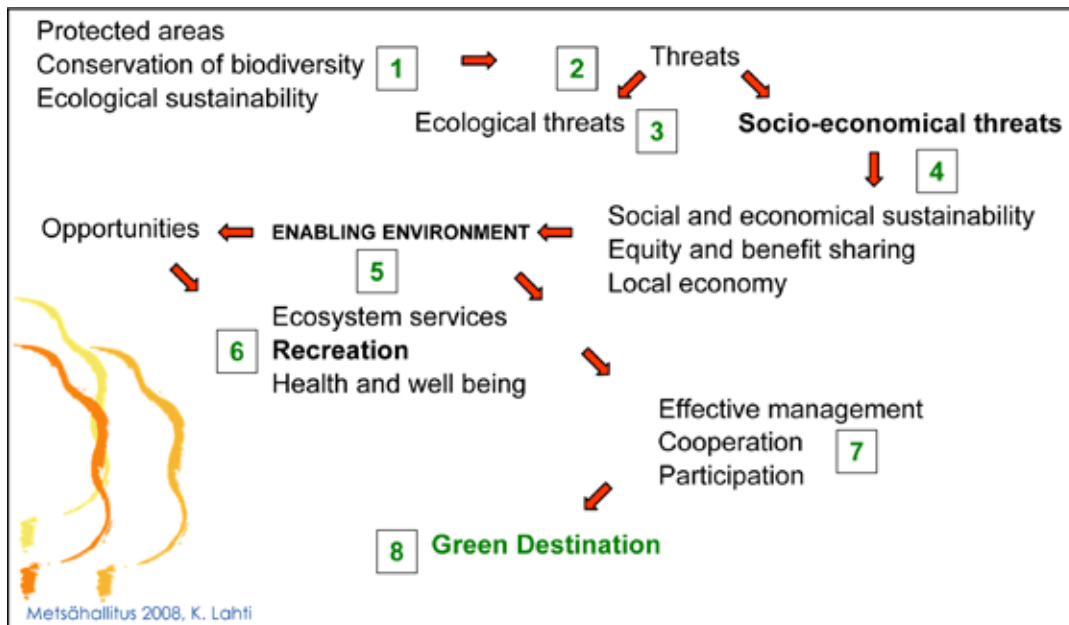 Protected areas
Conservation of biodiversity
Ecological sustainability
1
2
Threats
Ecological threats
3
Socio-economical threats
4
Social and economical sustainability
Equity and benefit sharing
Local economy
ENABLING ENVIRONMENT
5
Opportunities
6
Ecosystem services
Recreation
Health and well being
Effective management
Cooperation
Participation
7
8
Green Destination
Metsähallitus 2008, K. Lahti